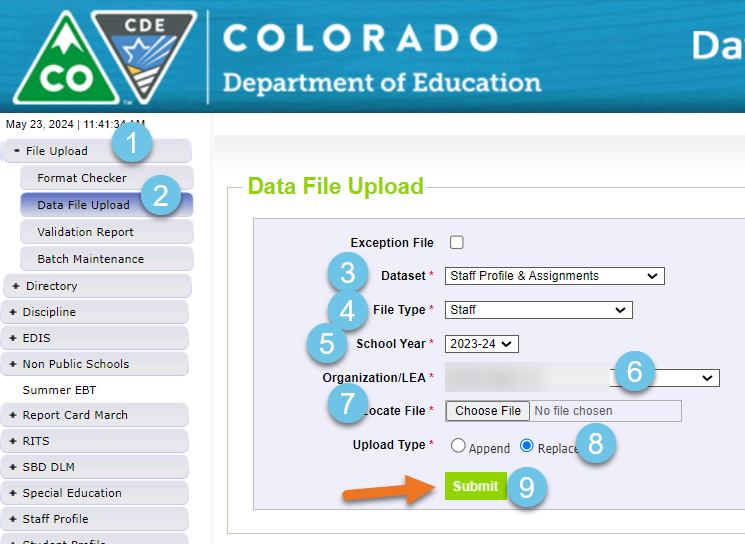 CDE
CO
COLORADO
Department of Education
Da
May 23, 2024 | 11:41:34 AM
1
- File Upload
Format Checker
2
Data File Upload
Validation Report
Batch Maintenance
+ Directory
+ Discipline
+ EDIS
+ Non Public Schools
Summer EBT
+ Report Card March
+ RITS
+ SBD DLM
+ Special Education
+ Staff Profile
+ Student Profile
Data File Upload
Exception File
3 Dataset * Staff Profile & Assignments
4 File Type * Staff
5 School Year * 2023-24
Organization/LEA * 6
7 Locate File * Choose File No file chosen
Upload Type * Append Replace 8
Submit 9